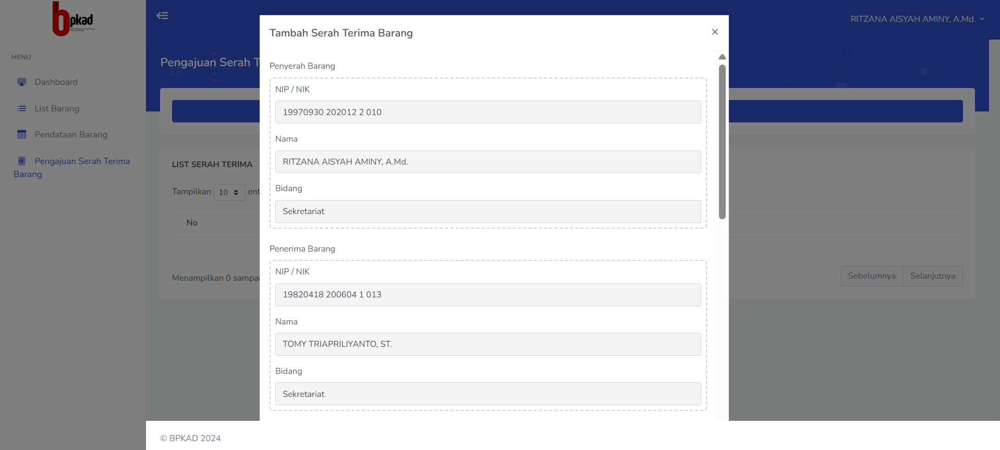 bpkad
MENU
Dashboard
List Barang
Pendataan Barang
Pengajuan Serah Terima
Barang
RITZANA AISYAH AMINY, A.Md.
Pengajuan Serah T
LIST SERAH TERIMA
Tampilkan 10 ent
No
Menampilkan 0 sampai
Sebelumnya Selanjutnya
Tambah Serah Terima Barang
×
Penyerah Barang
NIP / NIK
19970930 202012 2 010
Nama
RITZANA AISYAH AMINY, A.Md.
Bidang
Sekretariat
Penerima Barang
NIP / NIK
19820418 200604 1 013
Nama
TOMY TRIAPRILIYANTO, ST.
Bidang
Sekretariat
© BPKAD 2024